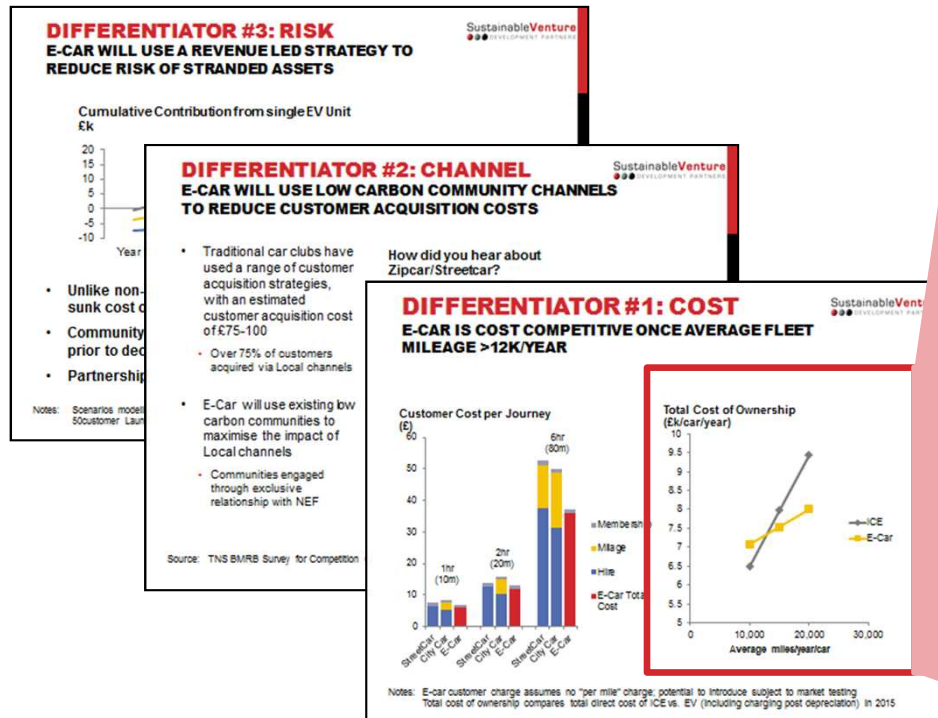 DIFFERENTIATOR #3: RISK
SustainableVenture
DEVELOPMENT PARTNERS
E-CAR WILL USE A REVENUE LED STRATEGY TO
REDUCE RISK OF STRANDED ASSETS
Cumulative Contribution from single EV Unit
£k
20
15
10
5
0
-5
-10
Year
• Unlike non-
sunk cost
• Community
prior to
• Partnership
Notes: Scenarios
50customer
DIFFERENTIATOR #2: CHANNEL
SustainableVenture
DEVELOPMENT PARTNERS
E-CAR WILL USE LOW CARBON COMMUNITY CHANNELS
TO REDUCE CUSTOMER ACQUISITION COSTS
• Traditional car clubs have
used a range of customer
acquisition strategies,
with an estimated
customer acquisition cost
of £75-100
• Over 75% of customers
acquired via Local channels
• E-Car will use existing low
carbon communities to
maximise the impact of
Local channels
• Communities engaged
through exclusive
relationship with NEF
How did you hear about
Zipcar/Streetcar?
Source: TNS BMRB Survey for Competition
DIFFERENTIATOR #1: COST
SustainableVent
DEVELOPMENT PART
E-CAR IS COST COMPETITIVE ONCE AVERAGE FLEET
MILEAGE >12K/YEAR
Customer Cost per Journey
(£)
60
50
40
30
20
10
0
1hr
(10m)
2hr
(20m)
6hr
(80m)
StreetCar
City Car
E-Car
StreetCar
City Car
E-Car
StreetCar
City Car
E-Car
Membership
Milage
Hire
E-Car Total
Cost
Total Cost of Ownership
(£k/car/year)
10
9.5
9
8.5
8
7.5
7
6.5
6
5.5
5
0
10,000
20,000
30,000
Average miles/year/car
ICE
E-Car
Notes: E-car customer charge assumes no "per mile" charge; potential to introduce subject to market testing
Total cost of ownership compares total direct cost of ICE vs. EV (including charging post depreciation) in 2015